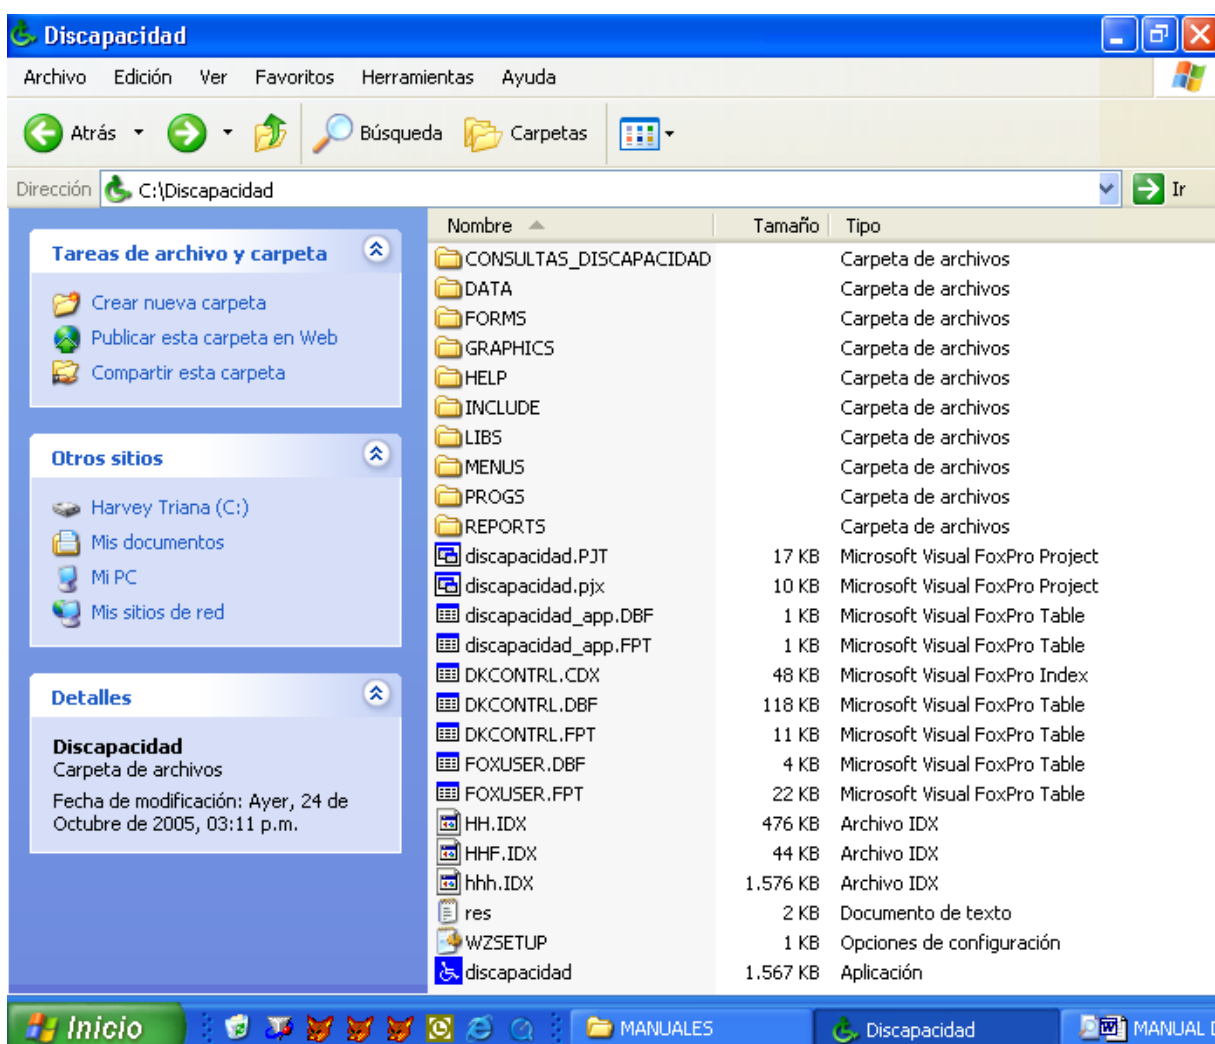 Discapacidad
Archivo Edición Ver Favoritos Herramientas Ayuda
Atrás Búsqueda Carpetas
Dirección C:\Discapacidad Ir
Tareas de archivo y carpeta
Crear nueva carpeta
Publicar esta carpeta en Web
Compartir esta carpeta
Otros sitios
Harvey Triana (C:)
Mis documentos
Mi PC
Mis sitios de red
Detalles
Discapacidad
Carpeta de archivos
Fecha de modificación: Ayer, 24 de
Octubre de 2005, 03:11 p.m.
Nombre Tamaño Tipo
CONSULTAS_DISCAPACIDAD Carpeta de archivos
DATA Carpeta de archivos
FORMS Carpeta de archivos
GRAPHICS Carpeta de archivos
HELP Carpeta de archivos
INCLUDE Carpeta de archivos
LIBS Carpeta de archivos
MENUS Carpeta de archivos
PROGS Carpeta de archivos
REPORTS Carpeta de archivos
discapacidad.PJT 17 KB Microsoft Visual FoxPro Project
discapacidad.pjx 10 KB Microsoft Visual FoxPro Project
discapacidad_app.DBF 1 KB Microsoft Visual FoxPro Table
discapacidad_app.FPT 1 KB Microsoft Visual FoxPro Table
DKCONTRL.CDX 48 KB Microsoft Visual FoxPro Index
DKCONTRL.DBF 118 KB Microsoft Visual FoxPro Table
DKCONTRL.FPT 11 KB Microsoft Visual FoxPro Table
FOXUSER.DBF 4 KB Microsoft Visual FoxPro Table
FOXUSER.FPT 22 KB Microsoft Visual FoxPro Table
HH.IDX 476 KB Archivo IDX
HHF.IDX 44 KB Archivo IDX
hhh.IDX 1.576 KB Archivo IDX
res 2 KB Documento de texto
WZSETUP 1 KB Opciones de configuración
discapacidad 1.567 KB Aplicación
Inicio MANUALES Discapacidad MANUAL D